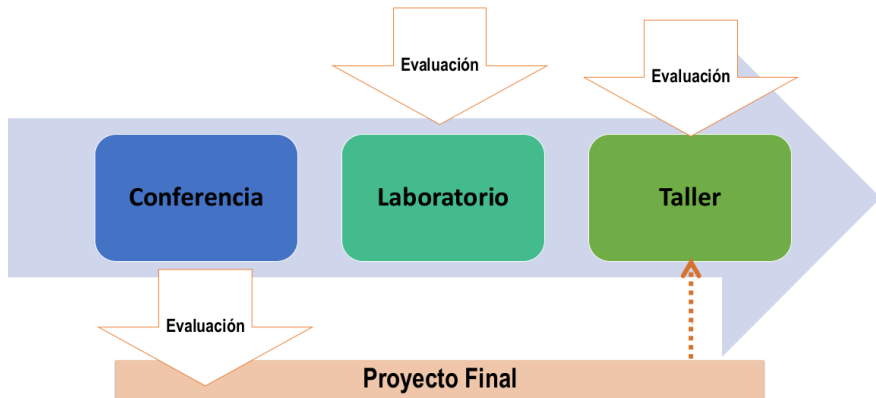 Evaluación
Evaluación
Conferencia
Laboratorio
Taller
Evaluación
Proyecto Final